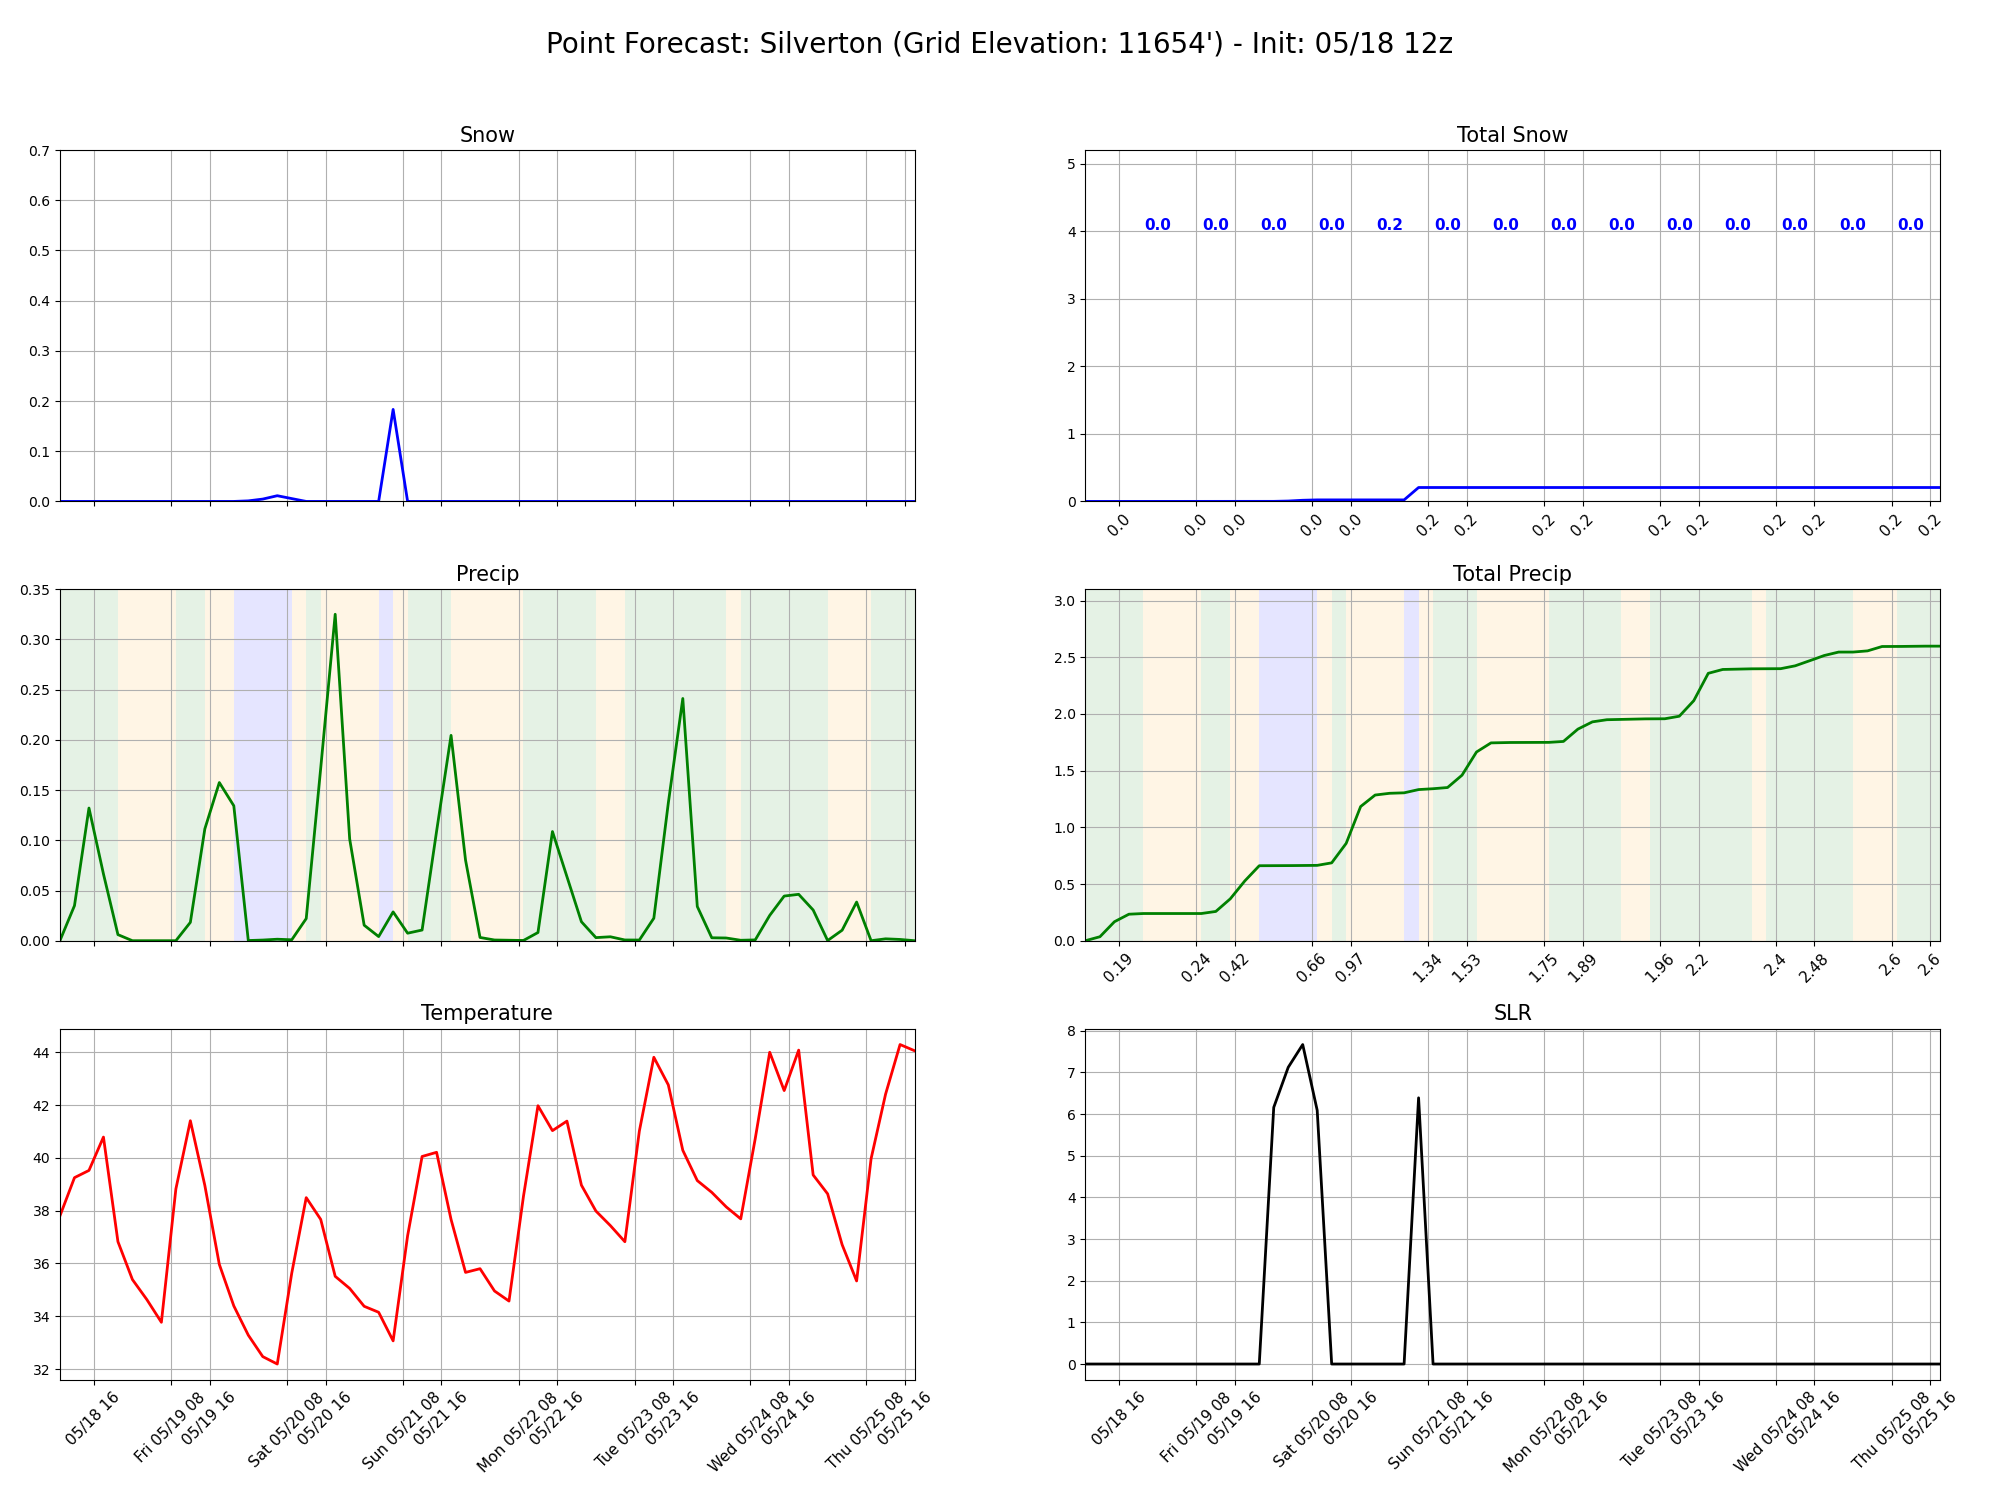 Point Forecast: Silverton (Grid Elevation: 11654') - Init: 05/18 12z
Snow
0.7
0.6
0.5
0.4
0.3
0.2
0.1
0.0
Total Snow
5
4
3
2
1
0
0.0 0.0 0.0 0.0 0.2 0.0 0.0 0.0 0.0 0.0 0.0 0.0 0.0 0.0
0.0 0.0 0.0 0.0 0.0 0.2 0.2 0.2 0.2 0.2 0.2 0.2 0.2 0.2 0.2
Precip
0.35
0.30
0.25
0.20
0.15
0.10
0.05
0.00
Total Precip
3.0
2.5
2.0
1.5
1.0
0.5
0.0
0.19 0.24 0.42 0.66 0.97 1.34 1.53 1.75 1.89 1.96 2.2 2.4 2.48 2.6 2.6
Temperature
44
42
40
38
36
34
32
05/18 16
Fri 05/19 08
05/19 16
Sat 05/20 08
05/20 16
Sun 05/21 08
05/21 16
Mon 05/22 08
05/22 16
Tue 05/23 08
05/23 16
Wed 05/24 08
05/24 16
Thu 05/25 08
05/25 16
SLR
8
7
6
5
4
3
2
1
0
05/18 16
Fri 05/19 08
05/19 16
Sat 05/20 08
05/20 16
Sun 05/21 08
05/21 16
Mon 05/22 08
05/22 16
Tue 05/23 08
05/23 16
Wed 05/24 08
05/24 16
Thu 05/25 08
05/25 16